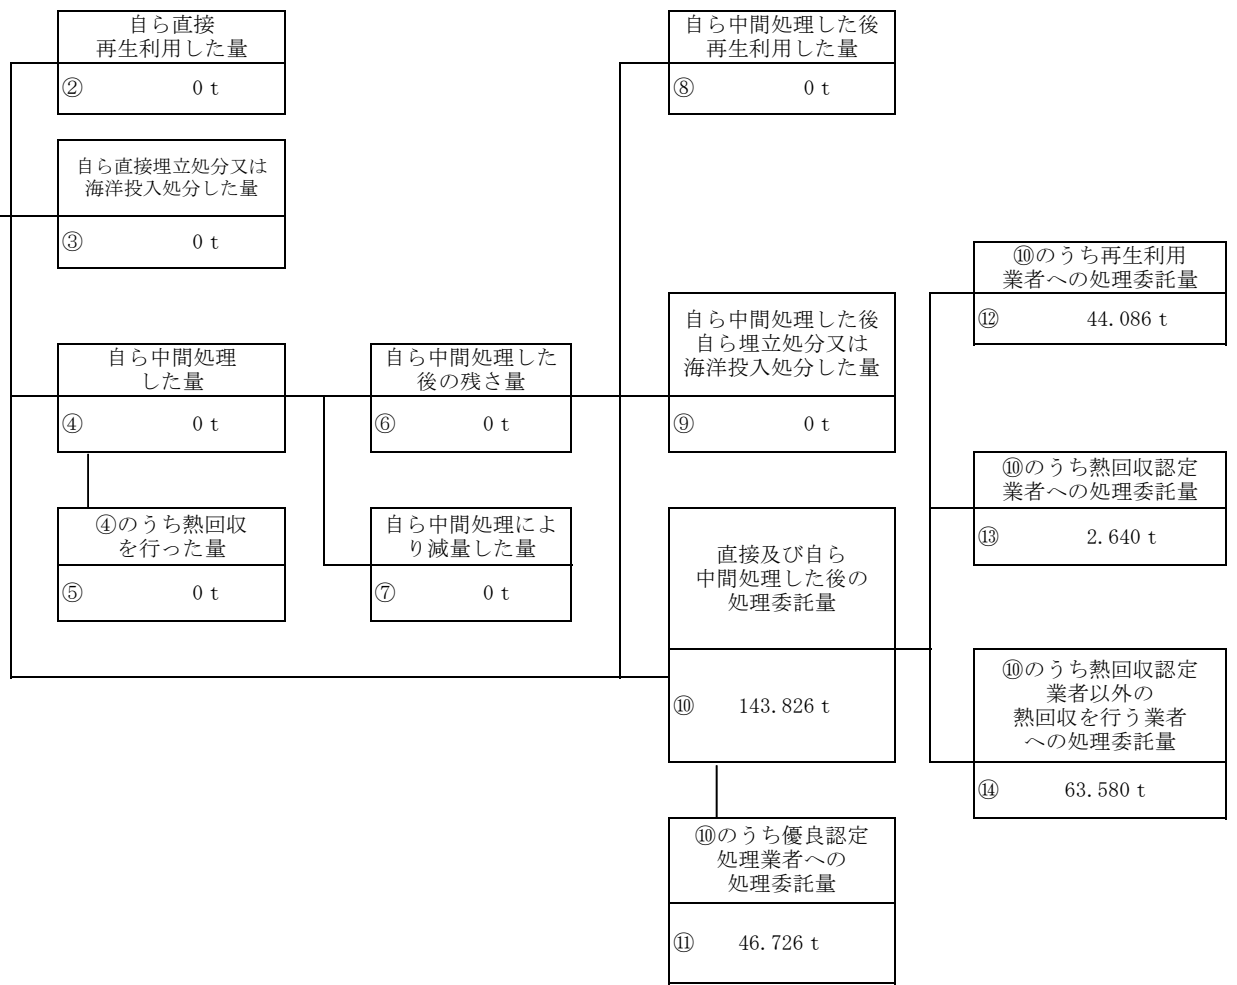 自ら直接
再生利用した量
② 0 t
自ら直接埋立処分又は
海洋投入処分した量
③ 0 t
自ら中間処理
した量
④ 0 t
④のうち熱回収
を行った量
⑤ 0 t
自ら中間処理した
後の残さ量
⑥ 0 t
自ら中間処理によ
り減量した量
⑦ 0 t
自ら中間処理した後
再生利用した量
⑧ 0 t
自ら中間処理した後
自ら埋立処分又は
海洋投入処分した量
⑨ 0 t
直接及び自ら
中間処理した後の
処理委託量
⑩ 143.826 t
⑩のうち優良認定
処理業者への
処理委託量
⑪ 46.726 t
⑩のうち再生利用
業者への処理委託量
⑫ 44.086 t
⑩のうち熱回収認定
業者への処理委託量
⑬ 2.640 t
⑩のうち熱回収認定
業者以外の
熱回収を行う業者
への処理委託量
⑭ 63.580 t